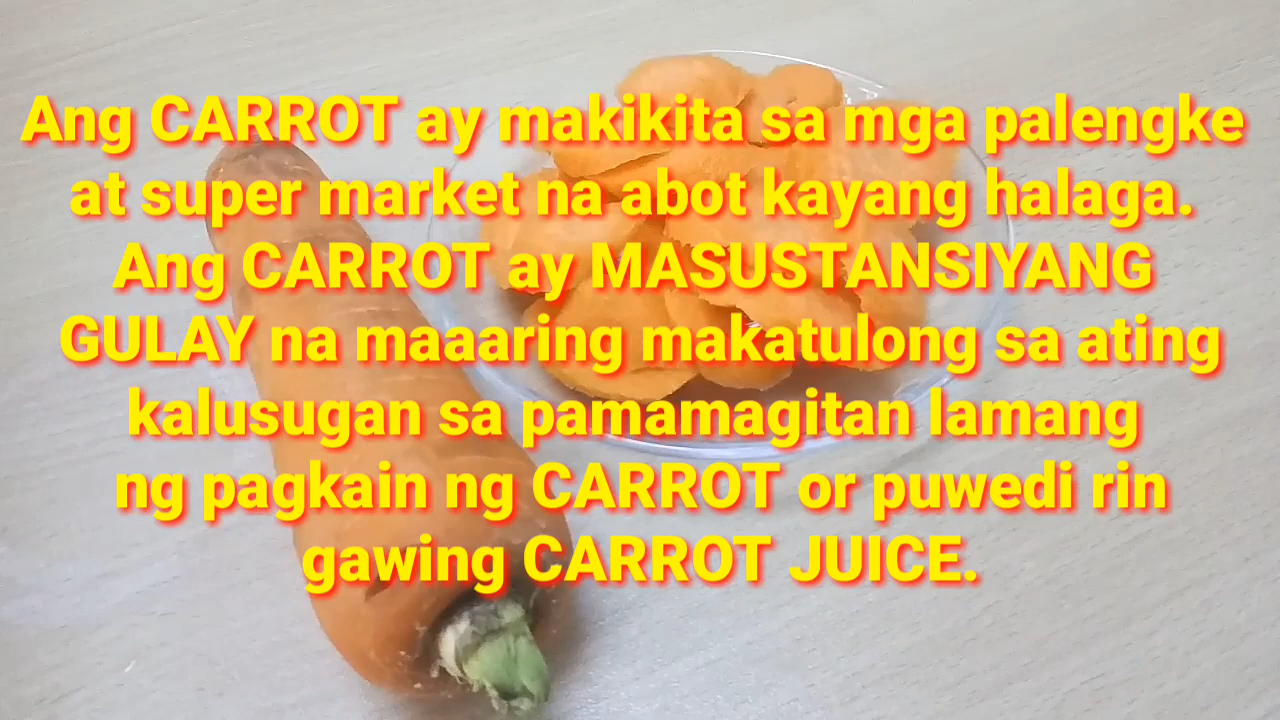 Ang CARROT ay makikita sa mga palengke
at super market na abot kayang halaga.
Ang CARROT ay MASUSTANSIYANG
GULAY na maaaring makatulong sa ating
kalusugan sa pamamagitan lamang
ng pagkain ng CARROT or puwedi rin
gawing CARROT JUICE.